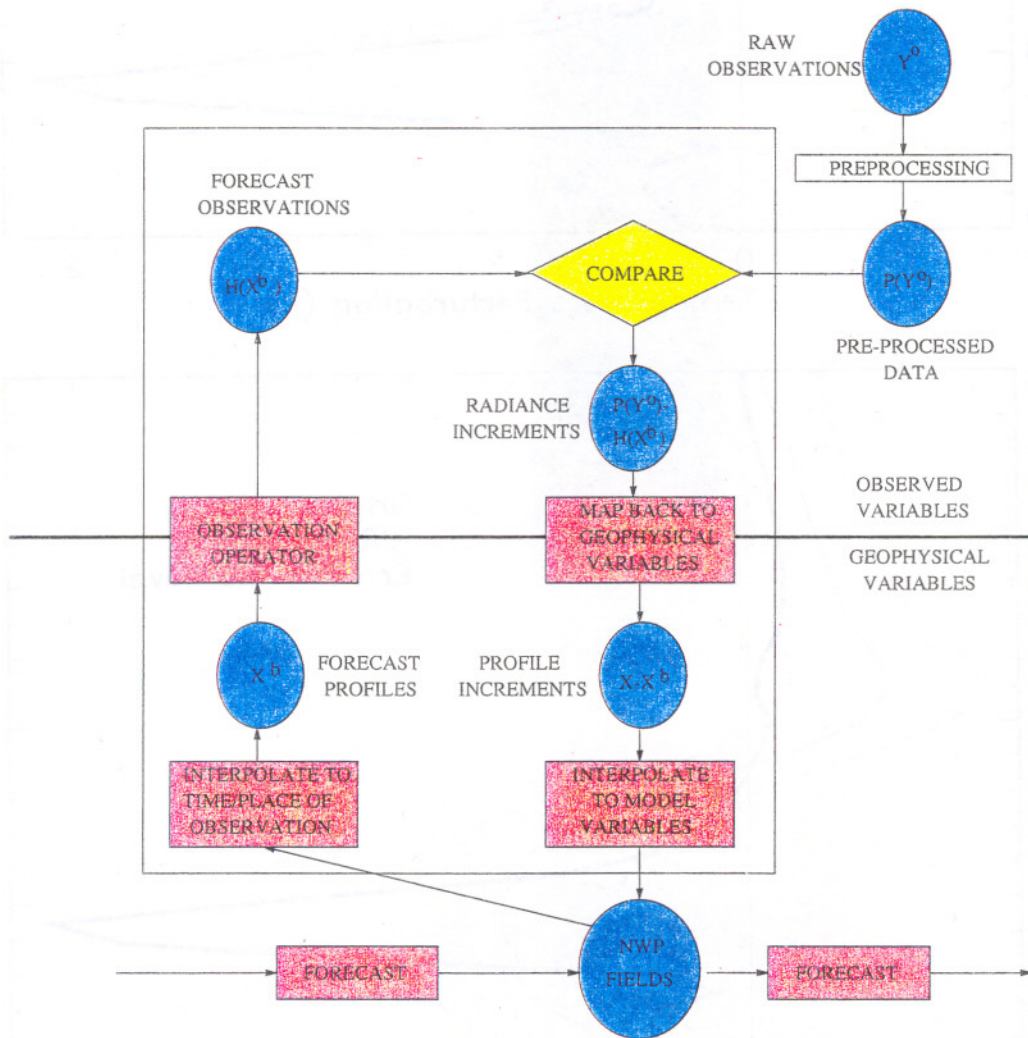 RAW
OBSERVATIONS
Y^o
PREPROCESSING
FORECAST
OBSERVATIONS
H(X^b)
COMPARE
P(Y^o)
PRE-PROCESSED
DATA
RADIANCE
INCREMENTS
P(Y^o)-
H(X^b)
OBSERVATION
OPERATOR
MAP BACK TO
GEOPHYSICAL
VARIABLES
OBSERVED
VARIABLES
GEOPHYSICAL
VARIABLES
X^b
FORECAST
PROFILES
PROFILE
INCREMENTS
X-X^b
INTERPOLATE TO
TIME/PLACE OF
OBSERVATION
INTERPOLATE
TO MODEL
VARIABLES
FORECAST
NWP
FIELDS
FORECAST